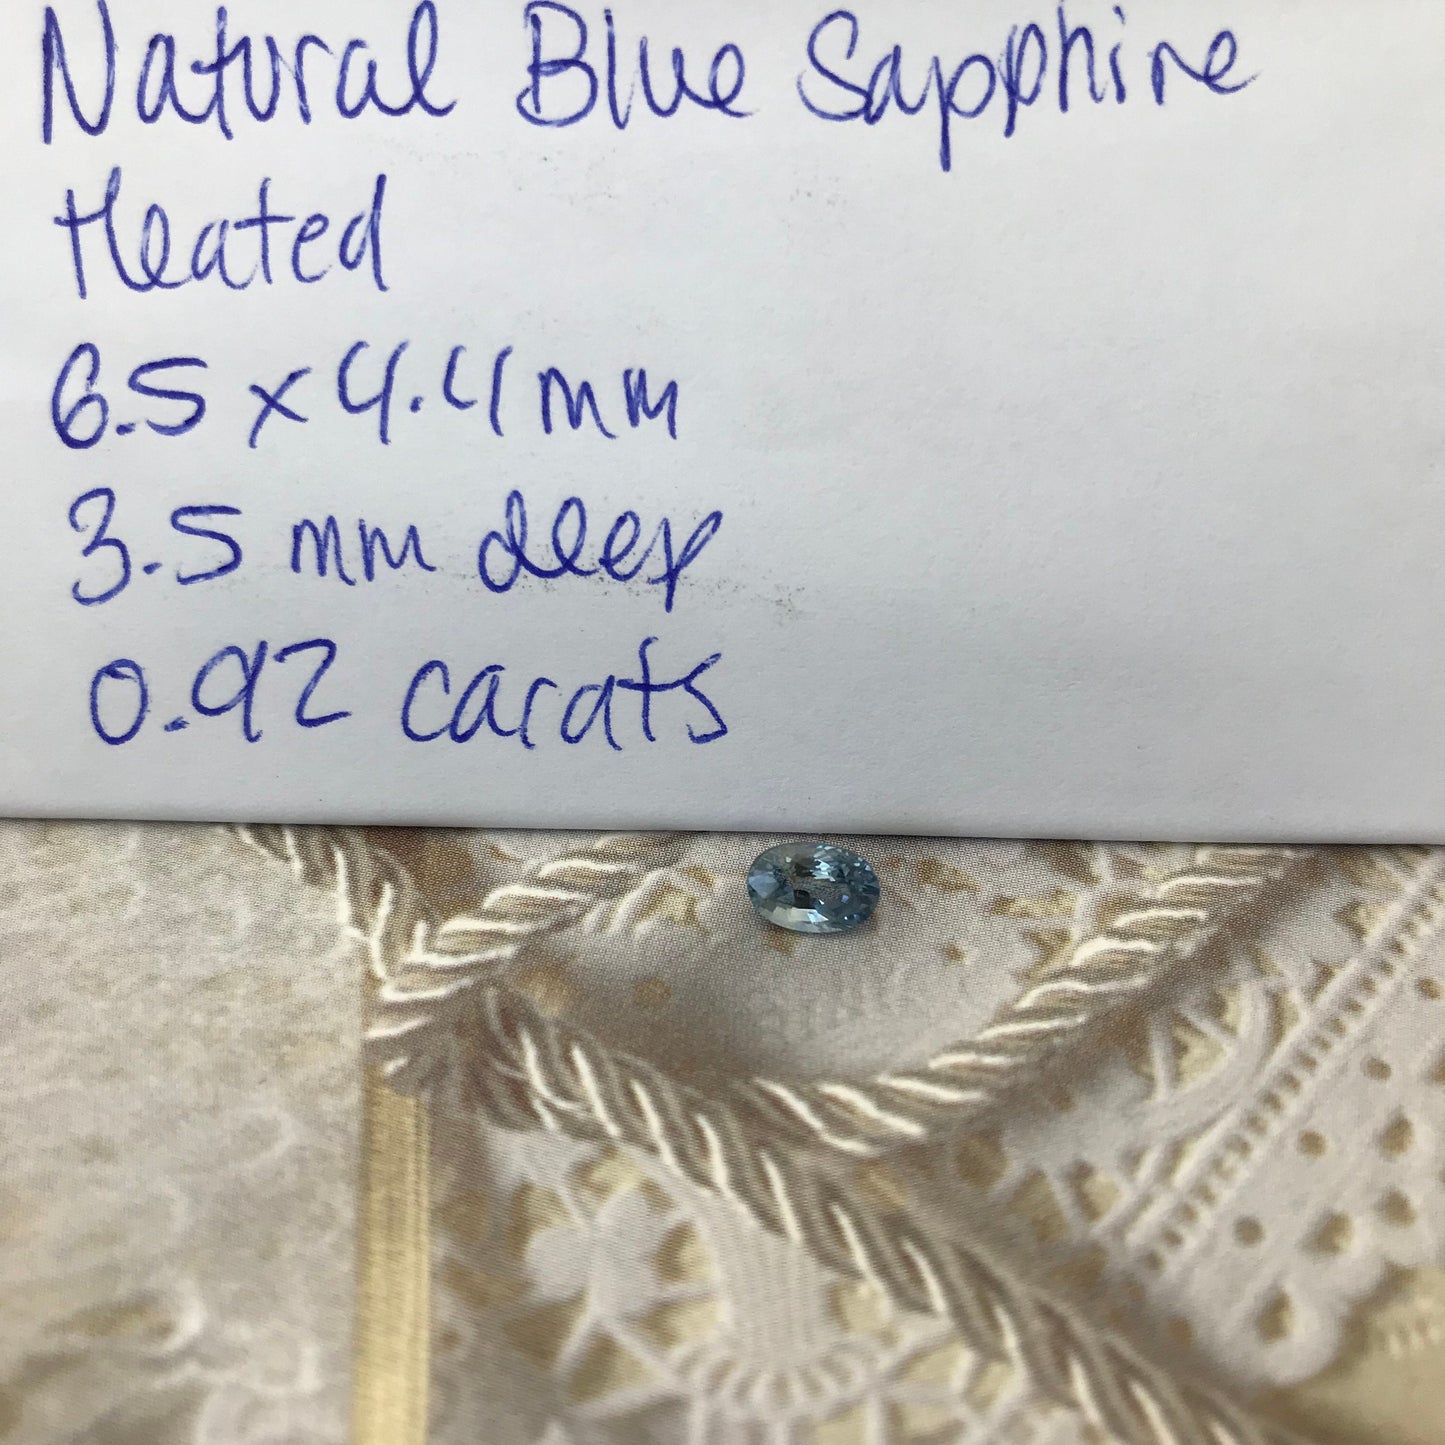 Natural Blue Sapphire
Heated
6.5 x 4.4 mm
3.5 mm deep
0.92 carats